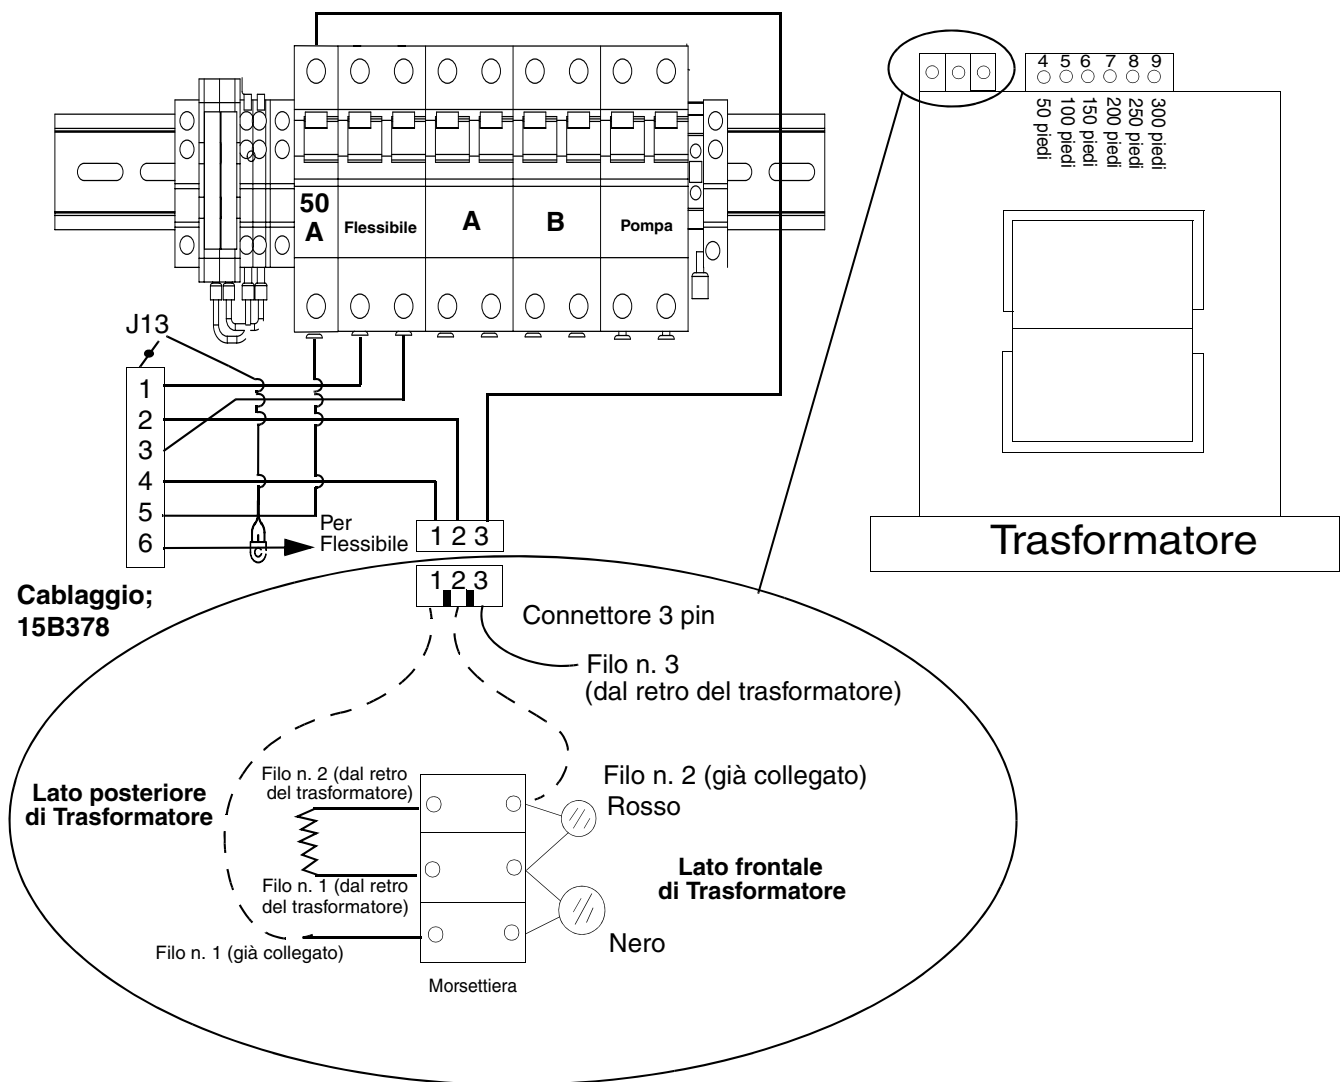 4 5 6 7 8 9
50 piedi
100 piedi
150 piedi
200 piedi
250 piedi
300 piedi
50
A
Flessibile
A
B
Pompa
J13
1
2
3
4
5
6
Per
Flessibile
1 2 3
Trasformatore
Cablaggio;
15B378
1 2 3
Connettore 3 pin
Filo n. 3
(dal retro del trasformatore)
Filo n. 2 (dal retro
del trasformatore)
Filo n. 2 (già collegato)
Rosso
Lato posteriore
di Trasformatore
Lato frontale
di Trasformatore
Filo n. 1 (dal retro
del trasformatore)
Nero
Filo n. 1 (già collegato)
Morsettiera
C